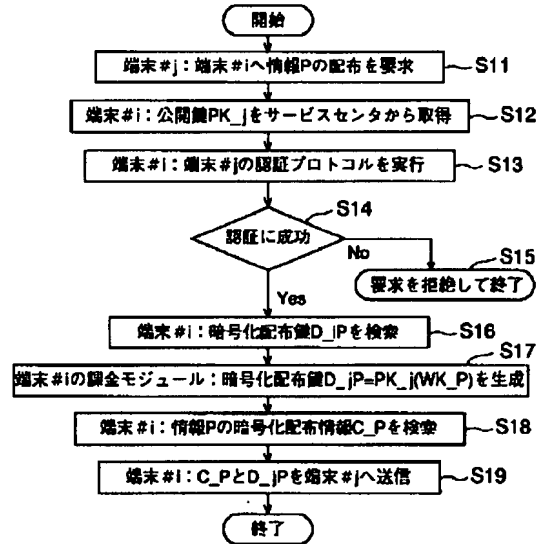 開始
端末#j：端末#iへ情報Pの配布を要求
S11
端末#i：公開鍵PK_jをサービスセンタから取得
S12
端末#i：端末#jの認証プロトコルを実行
S13
S14
認証に成功
No
S15
要求を拒絶して終了
Yes
端末#i：暗号化配布鍵D_iPを検索
S16
S17
端末#iの課金モジュール：暗号化配布鍵D_jP=PK_j(WK_P)を生成
端末#i：情報Pの暗号化配布情報C_Pを検索
S18
端末#i：C_PとD_jPを端末#jへ送信
S19
終了